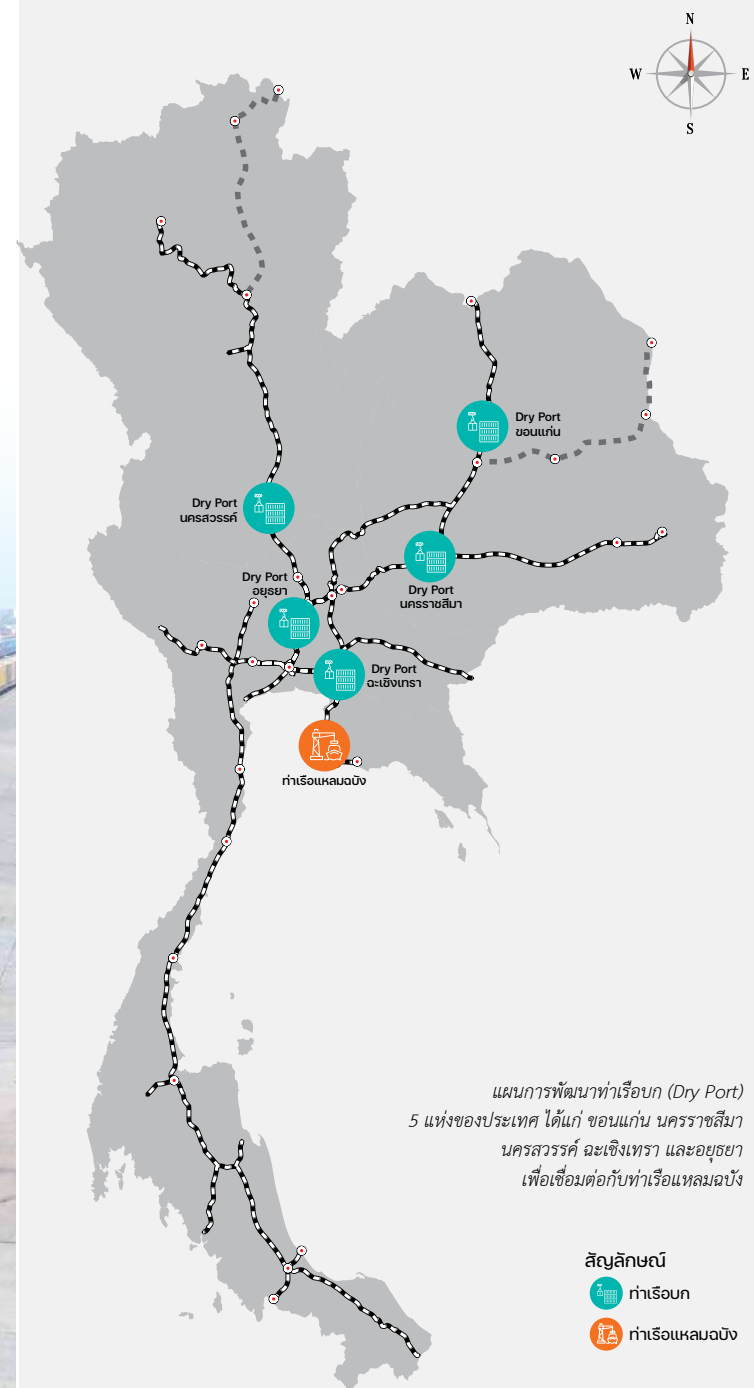 N
W E
S
Dry Port
ขอนแก่น
Dry Port
นครสวรรค์
Dry Port
อยุธยา
Dry Port
นครราชสีมา
Dry Port
ฉะเชิงเทรา
ท่าเรือแหลมฉบัง
แผนการพัฒนาท่าเรือบก (Dry Port)
5 แห่งของประเทศ ได้แก่ ขอนแก่น นครราชสีมา
นครสวรรค์ ฉะเชิงเทรา และอยุธยา
เพื่อเชื่อมต่อกับท่าเรือแหลมฉบัง
สัญลักษณ์
ท่าเรือบก
ท่าเรือแหลมฉบัง